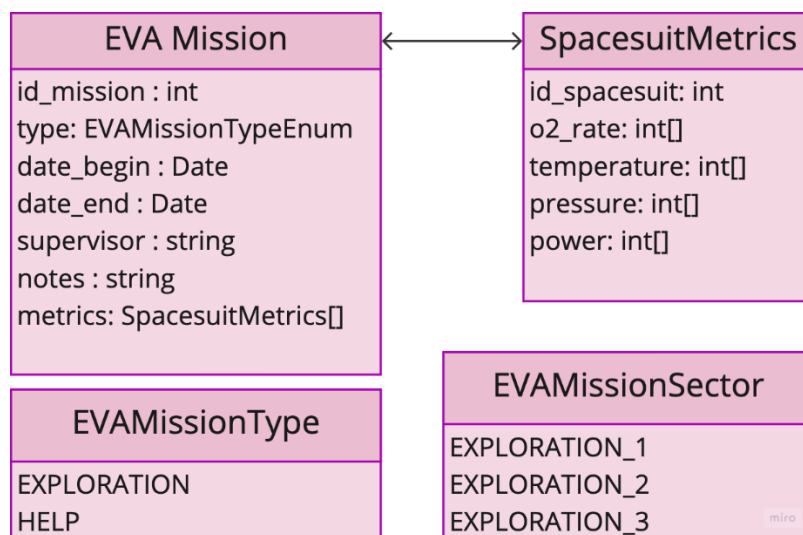 EVA Mission
id_mission : int
type: EVAMissionTypeEnum
date_begin : Date
date_end : Date
supervisor : string
notes : string
metrics: SpacesuitMetrics[]
SpacesuitMetrics
id_spacesuit: int
o2_rate: int[]
temperature: int[]
pressure: int[]
power: int[]
EVAMissionType
EXPLORATION
HELP
EVAMissionSector
EXPLORATION_1
EXPLORATION_2
EXPLORATION_3
miro